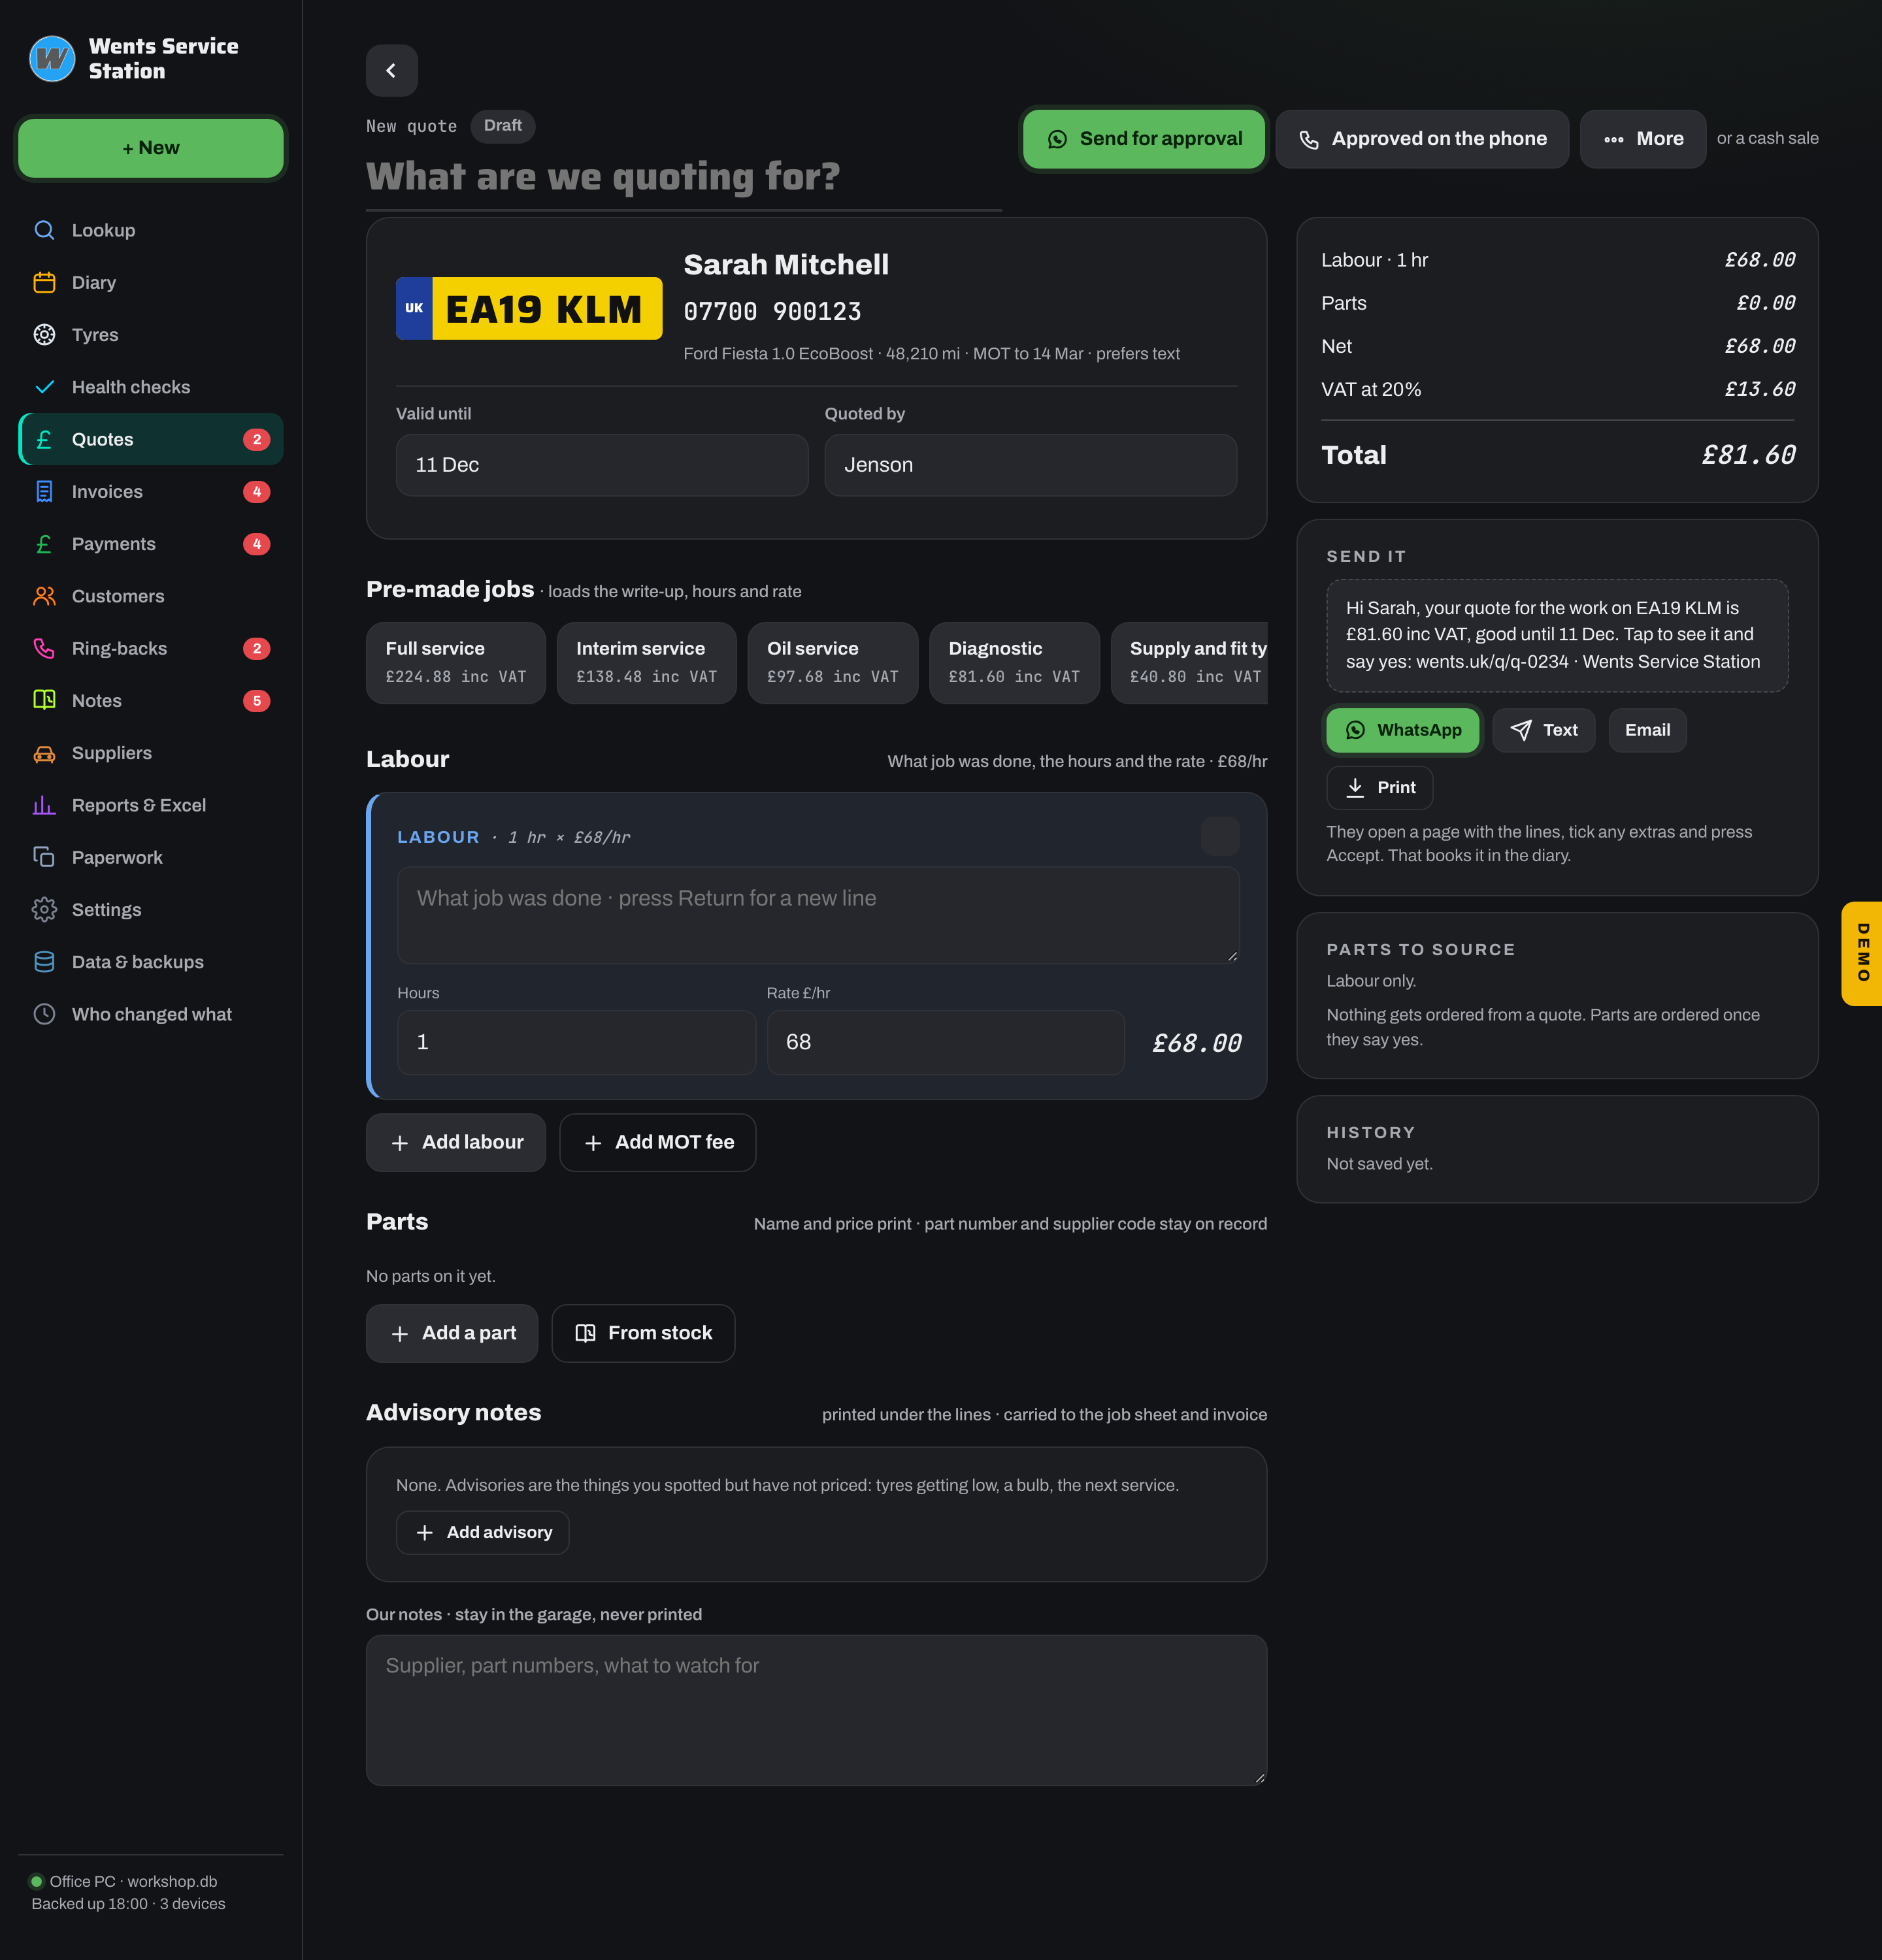 W
Wents Service
Station
+ New
Lookup
Diary
Tyres
Health checks
Quotes 2
Invoices 4
Payments 4
Customers
Ring-backs 2
Notes 5
Suppliers
Reports & Excel
Paperwork
Settings
Data & backups
Who changed what
Office PC · workshop.db
Backed up 18:00 · 3 devices
New quote Draft
What are we quoting for?
Send for approval
Approved on the phone
More
or a cash sale
UK EA19 KLM
Sarah Mitchell
07700 900123
Ford Fiesta 1.0 EcoBoost · 48,210 mi · MOT to 14 Mar · prefers text
Valid until
11 Dec
Quoted by
Jenson
Pre-made jobs · loads the write-up, hours and rate
Full service
£224.88 inc VAT
Interim service
£138.48 inc VAT
Oil service
£97.68 inc VAT
Diagnostic
£81.60 inc VAT
Supply and fit ty
£40.80 inc VAT
Labour
What job was done, the hours and the rate · £68/hr
LABOUR · 1 hr × £68/hr
What job was done · press Return for a new line
Hours
1
Rate £/hr
68
£68.00
+ Add labour
+ Add MOT fee
Parts
Name and price print · part number and supplier code stay on record
No parts on it yet.
+ Add a part
From stock
Advisory notes
printed under the lines · carried to the job sheet and invoice
None. Advisories are the things you spotted but have not priced: tyres getting low, a bulb, the next service.
+ Add advisory
Our notes · stay in the garage, never printed
Supplier, part numbers, what to watch for
Labour · 1 hr £68.00
Parts £0.00
Net £68.00
VAT at 20% £13.60
Total £81.60
SEND IT
Hi Sarah, your quote for the work on EA19 KLM is
£81.60 inc VAT, good until 11 Dec. Tap to see it and
say yes: wents.uk/q/q-0234 · Wents Service Station
WhatsApp
Text
Email
Print
They open a page with the lines, tick any extras and press
Accept. That books it in the diary.
PARTS TO SOURCE
Labour only.
Nothing gets ordered from a quote. Parts are ordered once
they say yes.
HISTORY
Not saved yet.
DEMO